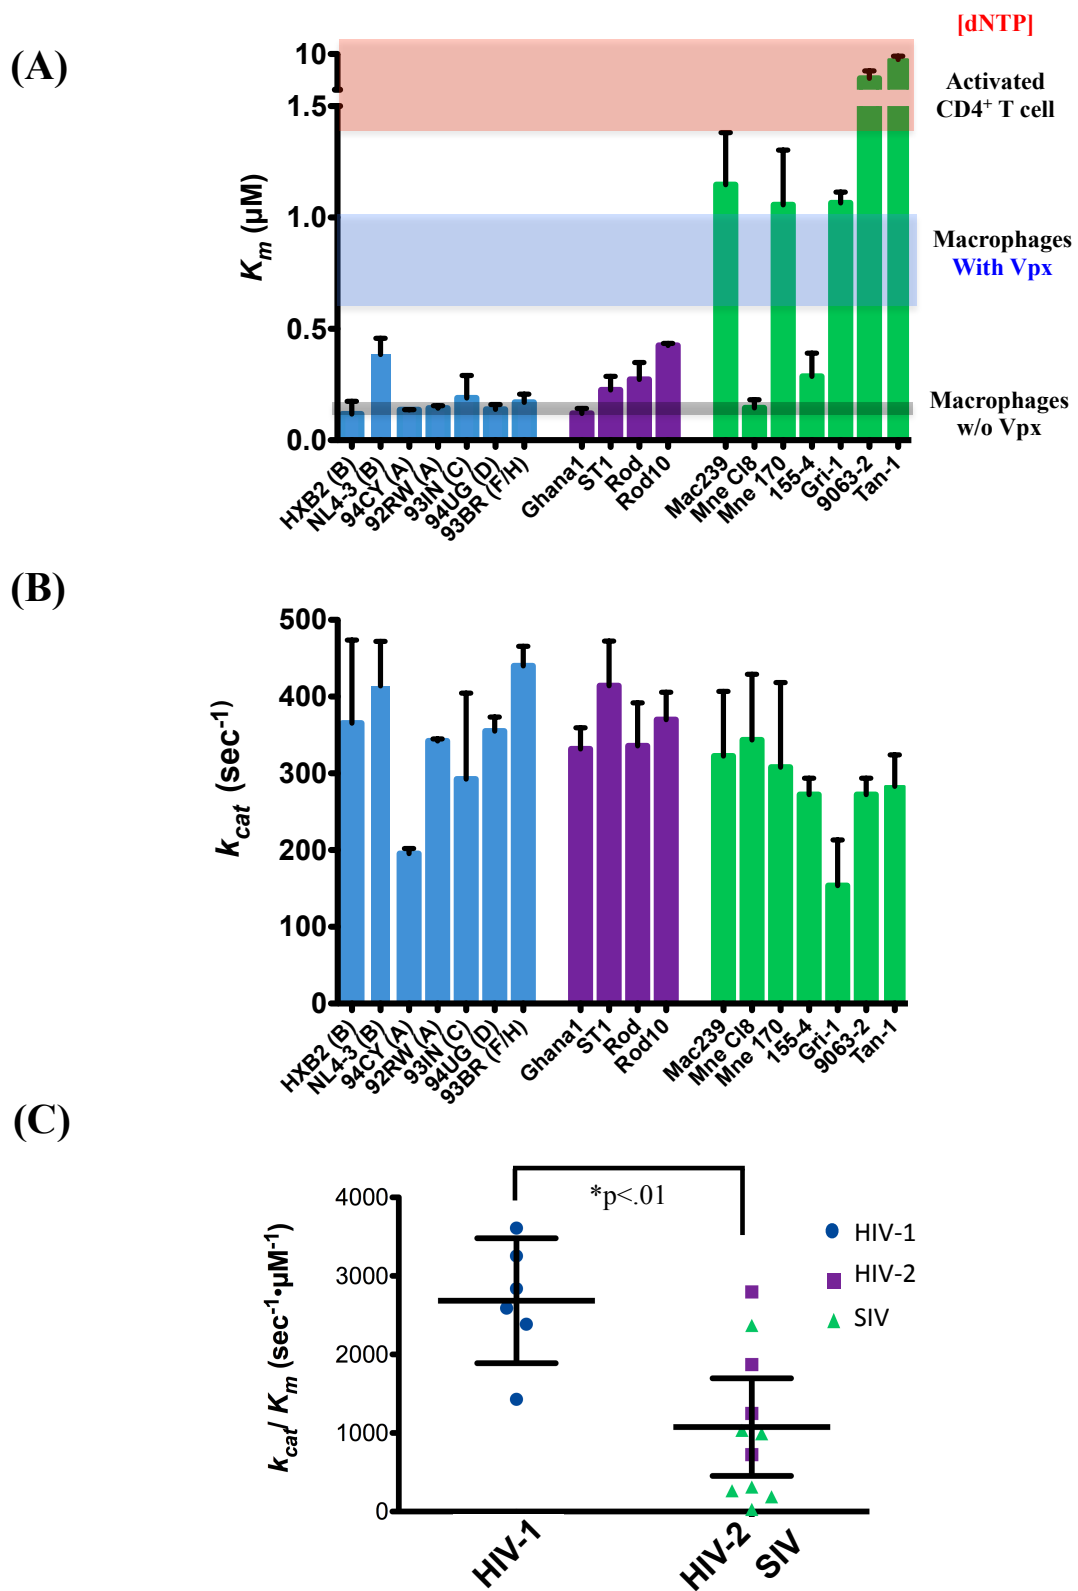 [dNTP]
(A)
10
1.5
1.0
0.5
0.0
K_m (µM)
Activated
CD4⁺ T cell
Macrophages
With Vpx
Macrophages
w/o Vpx
HXB2 (B)
NL4-3 (B)
94CY (A)
92RW (A)
93IN (C)
94UG (D)
93BR (F/H)
Ghana1
ST1
Rod
Rod10
Mac239
Mne Cl8
Mne 170
155-4
Gri-1
9063-2
Tan-1
(B)
500
400
300
200
100
0
k_cat (sec⁻¹)
HXB2 (B)
NL4-3 (B)
94CY (A)
92RW (A)
93IN (C)
94UG (D)
93BR (F/H)
Ghana1
ST1
Rod
Rod10
Mac239
Mne Cl8
Mne 170
155-4
Gri-1
9063-2
Tan-1
(C)
*p<.01
4000
3000
2000
1000
0
k_cat/ K_m (sec⁻¹•µM⁻¹)
HIV-1
HIV-2
SIV
HIV-1
HIV-2
SIV